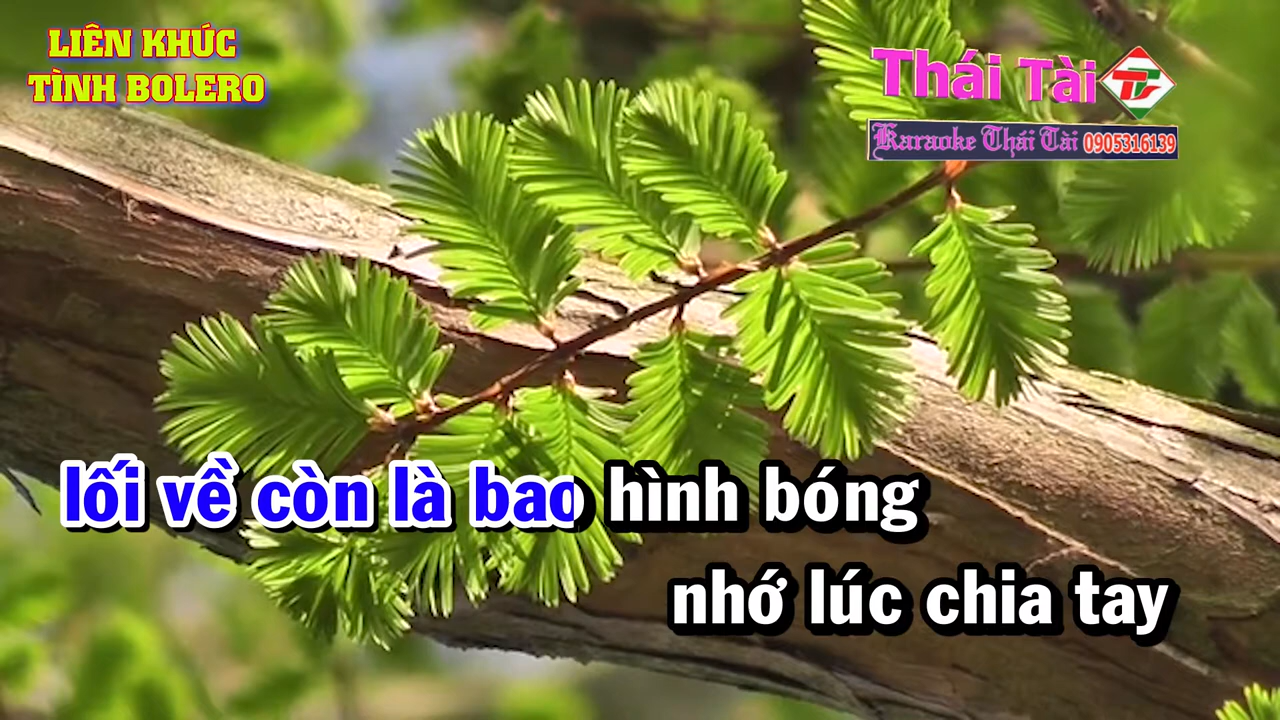 LIÊN KHÚC
TÌNH BOLERO
Thái Tài
Karaoke Thái Tài 0905316139
lối về còn là bao hình bóng
nhớ lúc chia tay